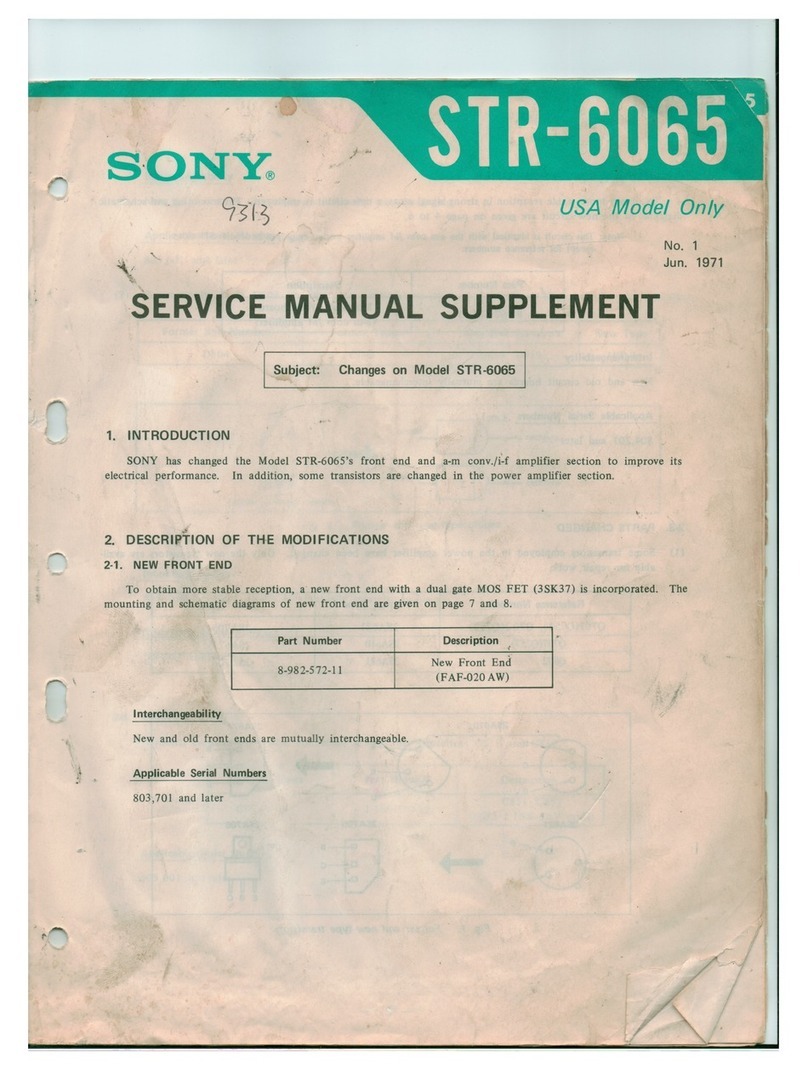 5
STR-6065
SONY®
9313
USA Model Only
No. 1
Jun. 1971
SERVICE MANUAL SUPPLEMENT
Subject: Changes on Model STR-6065
1. INTRODUCTION
SONY has changed the Model STR-6065's front end and a-m conv./i-f amplifier section to improve its
electrical performance. In addition, some transistors are changed in the power amplifier section.
2. DESCRIPTION OF THE MODIFICATIONS
2-1. NEW FRONT END
To obtain more stable reception, a new front end with a dual gate MOS FET (3SK37) is incorporated. The
mounting and schematic diagrams of new front end are given on page 7 and 8.
Part Number Description
8-982-572-11 New Front End
(FAF-020 AW)
Interchangeability
New and old front ends are mutually interchangeable.
Applicable Serial Numbers
803,701 and later